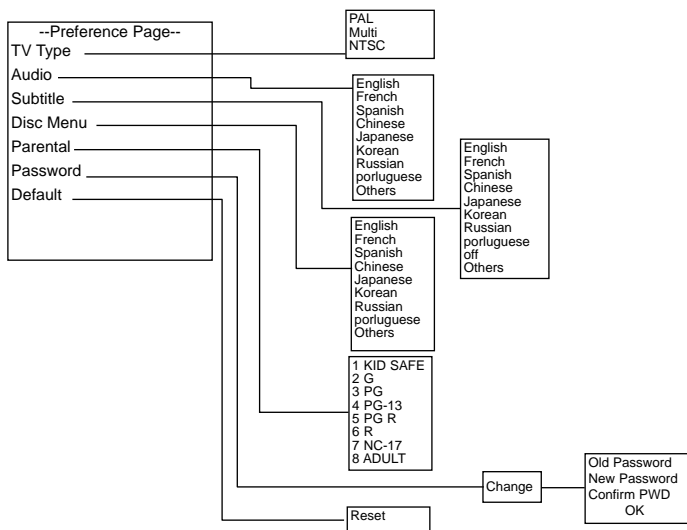 --Preference Page--
TV Type
Audio
Subtitle
Disc Menu
Parental
Password
Default
PAL
Multi
NTSC
English
French
Spanish
Chinese
Japanese
Korean
Russian
porluguese
Others
English
French
Spanish
Chinese
Japanese
Korean
Russian
porluguese
off
Others
English
French
Spanish
Chinese
Japanese
Korean
Russian
porluguese
Others
1 KID SAFE
2 G
3 PG
4 PG-13
5 PG R
6 R
7 NC-17
8 ADULT
Change
Old Password
New Password
Confirm PWD
OK
Reset